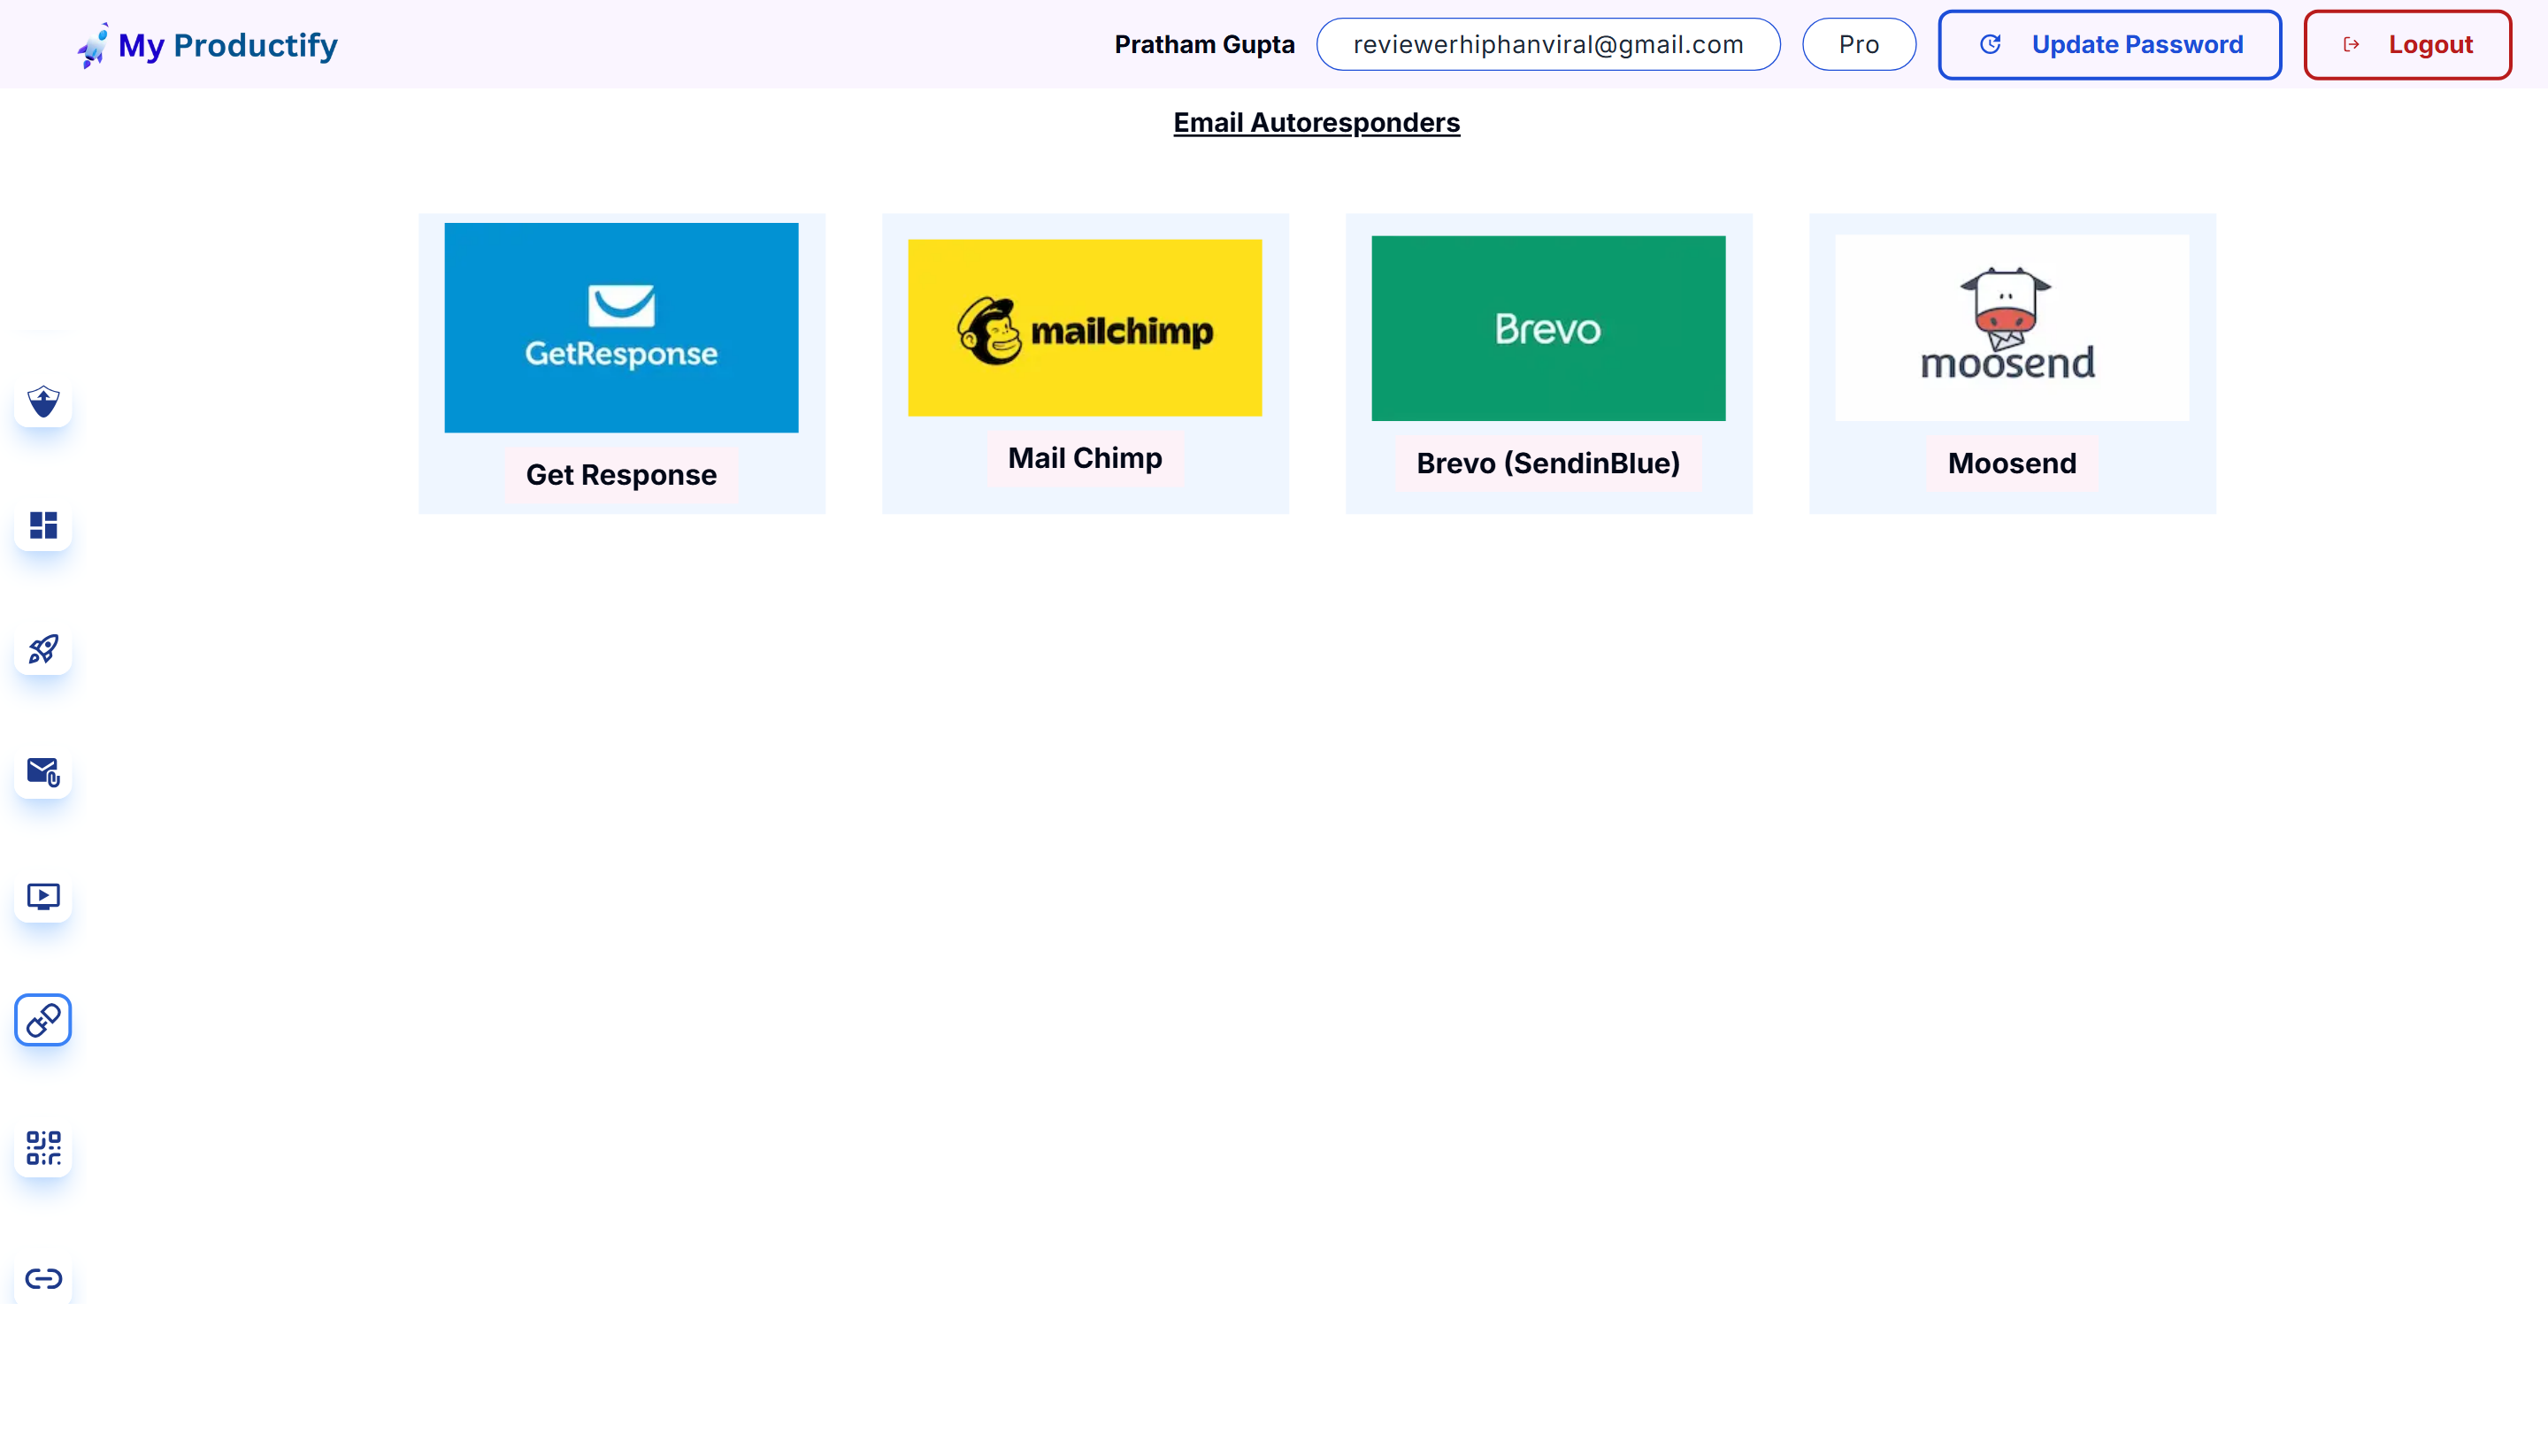 My Productify
Pratham Gupta
reviewerhiphanviral@gmail.com
Pro
Update Password
Logout
Email Autoresponders
GetResponse
mailchimp
Brevo
moosend
Get Response
Mail Chimp
Brevo (SendinBlue)
Moosend